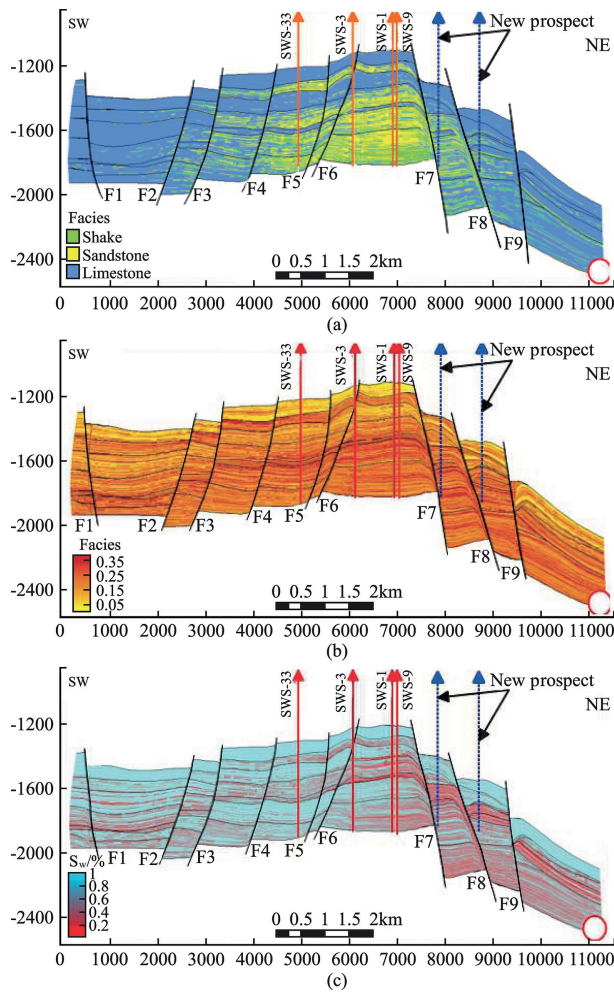 SW
SWS-33
SWS-3
SWS-1
SWS-9
New prospect
NE
-1200
-1600
-2000
-2400
F1
F2
F3
F4
F5
F6
F7
F8
F9
Facies
Shake
Sandstone
Limestone
0 0.5 1 1.5 2km
0 1000 2000 3000 4000 5000 6000 7000 8000 9000 10000 11000
(a)
SW
SWS-33
SWS-3
SWS-1
SWS-9
New prospect
NE
-1200
-1600
-2000
-2400
F1
F2
F3
F4
F5
F6
F7
F8
F9
Facies
0.35
0.25
0.15
0.05
0 0.5 1 1.5 2km
0 1000 2000 3000 4000 5000 6000 7000 8000 9000 10000 11000
(b)
SW
SWS-33
SWS-3
SWS-1
SWS-9
New prospect
NE
-1200
-1600
-2000
-2400
F1
F2
F3
F4
F5
F6
F7
F8
F9
Sw/%
1
0.8
0.6
0.4
0.2
0 0.5 1 1.5 2km
0 1000 2000 3000 4000 5000 6000 7000 8000 9000 10000 11000
(c)